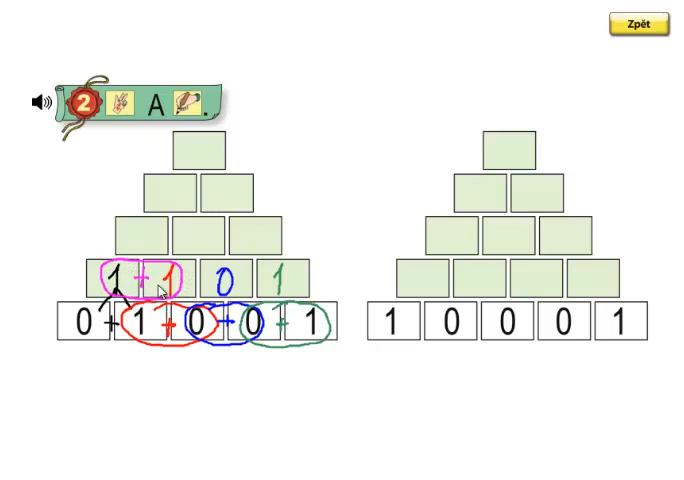 Zpět
2 A .
1 + 1 0 1
0 + 1 + 0 + 0 + 1 1 0 0 0 1